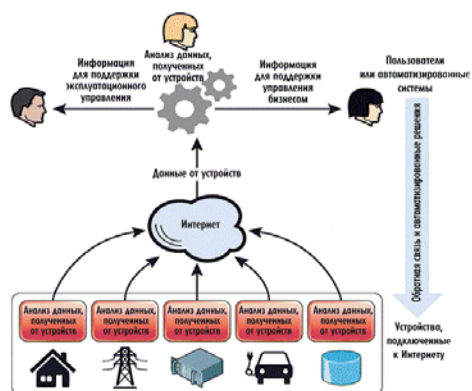 Анализ данных,
полученных
от устройств
Информация
для поддержки
эксплуатационного
управления
Информация
для поддержки
управления
бизнесом
Пользователи
или автоматизированные
системы
Данные от устройств
Интернет
Обратная связь и автоматизированные решения
Анализ данных,
полученных
от устройств
Анализ данных,
полученных
от устройств
Анализ данных,
полученных
от устройств
Анализ данных,
полученных
от устройств
Анализ данных,
полученных
от устройств
Устройства,
подключенные
к Интернету